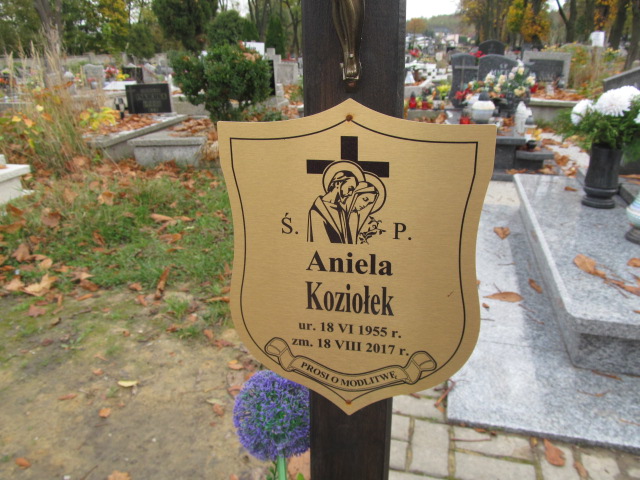 Ś. P.
Aniela
Koziołek
ur. 18 VI 1955 r.
zm. 18 VIII 2017 r.
PROSI O MODLITWĘ